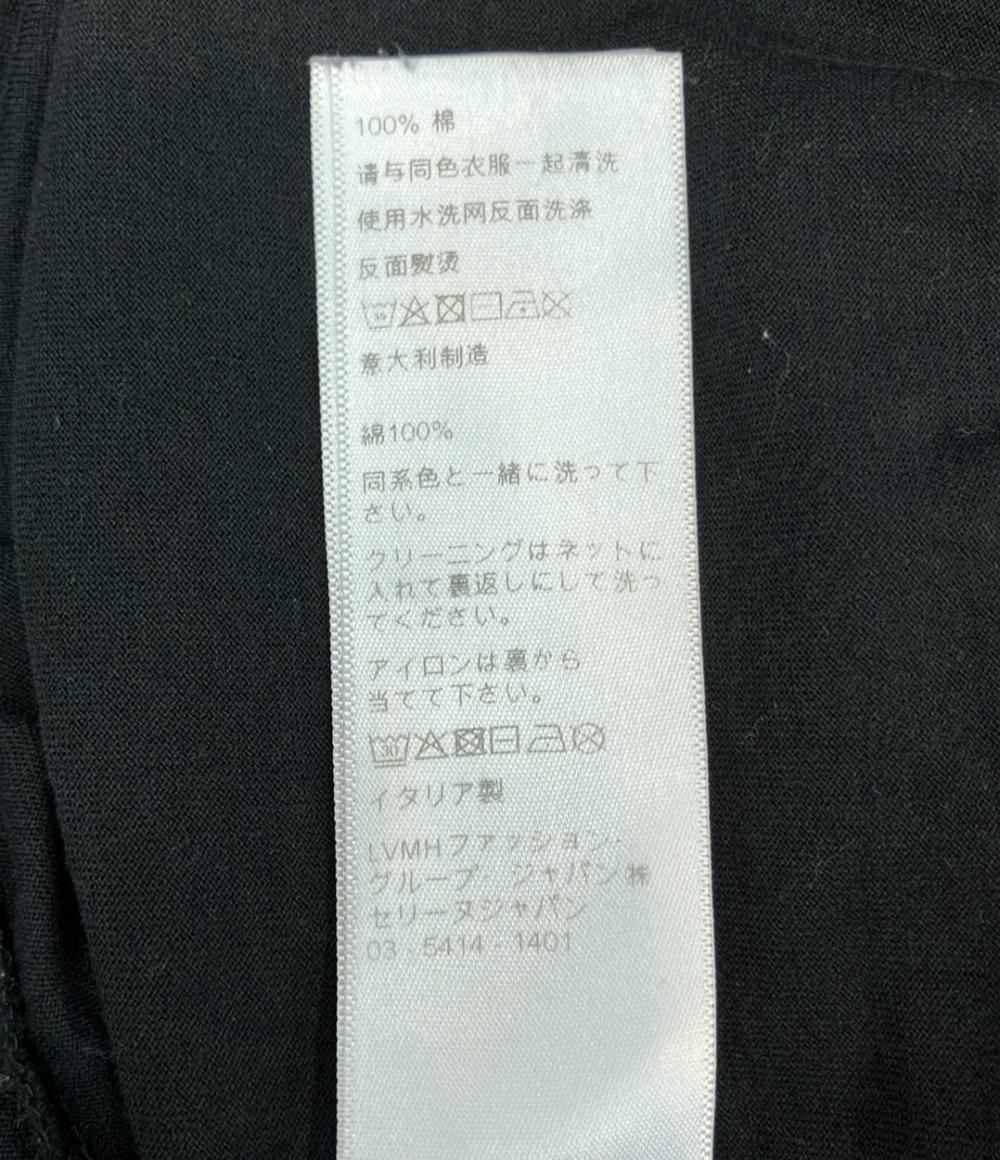 100% 棉
请与同色衣服一起清洗
使用水洗网反面洗涤
反面熨烫
30
意大利制造
綿100%
同系色と一緒に洗って下
さい。
クリーニングはネットに
入れて裏返しにして洗っ
てください。
アイロンは裏から
当てて下さい。
30
イタリア製
LVMHファッション・
グループ・ジャパン㈱
セリーヌジャパン
03 - 5414 - 1401